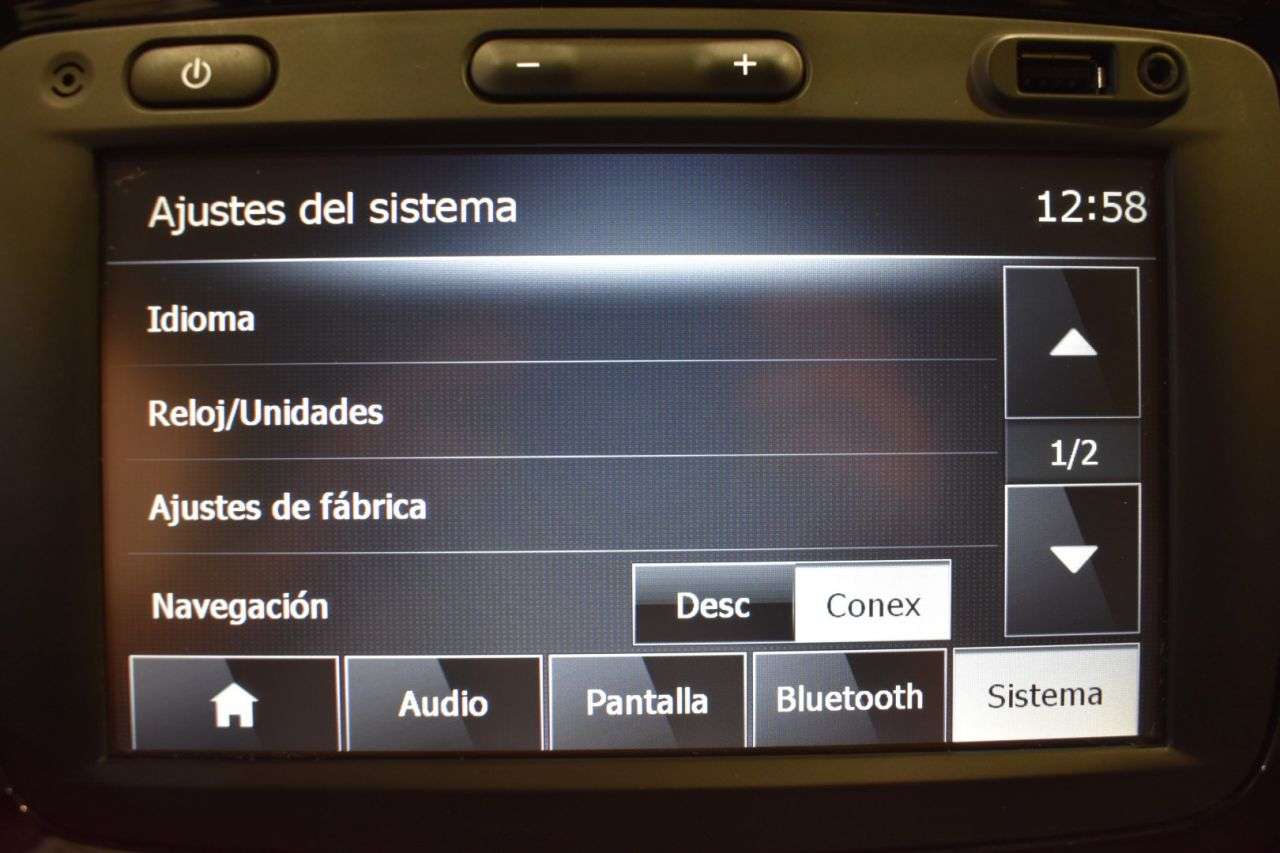 Ajustes del sistema 12:58
Idioma
Reloj/Unidades
1/2
Ajustes de fábrica
Navegación Desc Conex
Audio Pantalla Bluetooth Sistema